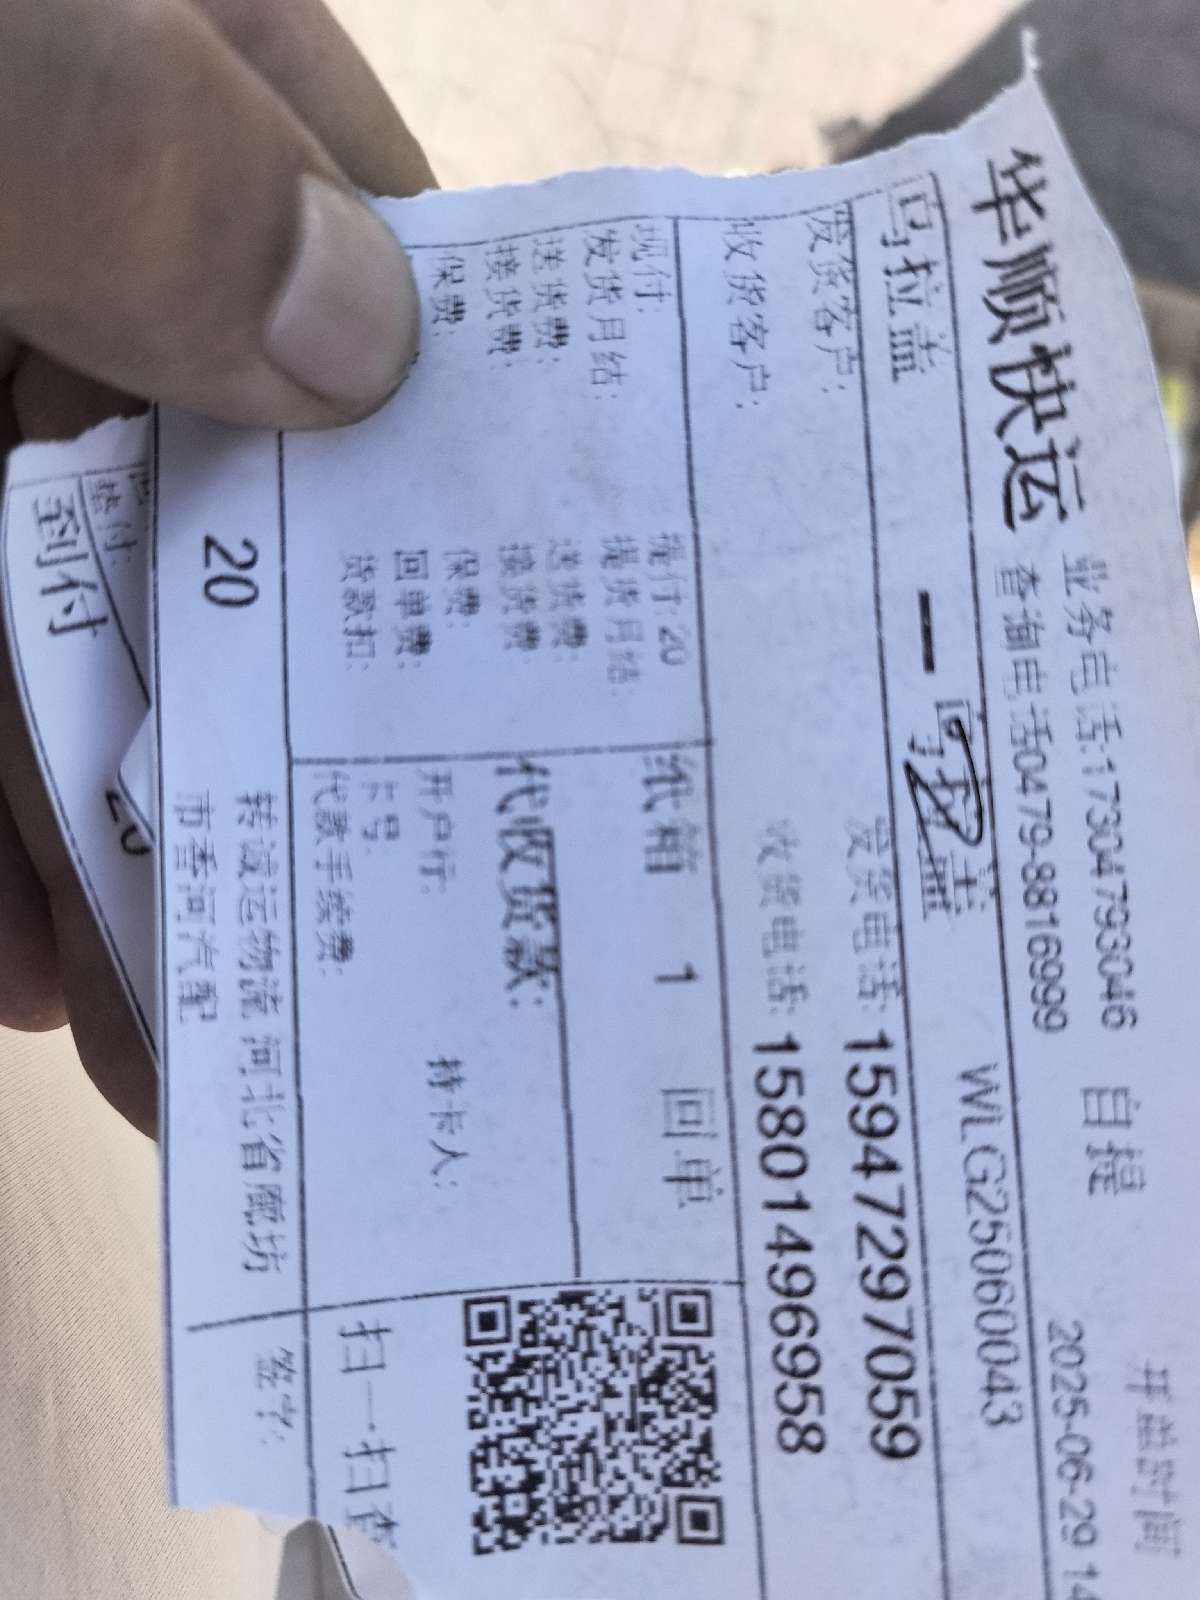 华顺快运 业务电话:17304793046 自提 开单时间
查询电话0479-8816999 2025-06-29 14
乌拉盖 — 乌拉盖 WLG25060043
发货客户: 发货电话: 15947297059
收货客户: 收货电话: 15801496958
现付: 提付:20 纸箱 1 回单
发货月结: 提货月结:
送货费: 送货费: 代收货款:
接货费: 接货费:
保费: 保费: 开户行: 持卡人:
回单费: 卡号
货款扣: 代款手续费: 扫一扫查
20 转诚运物流 河北省廊坊 签字:
市香河汽配
垫付:
到付
20